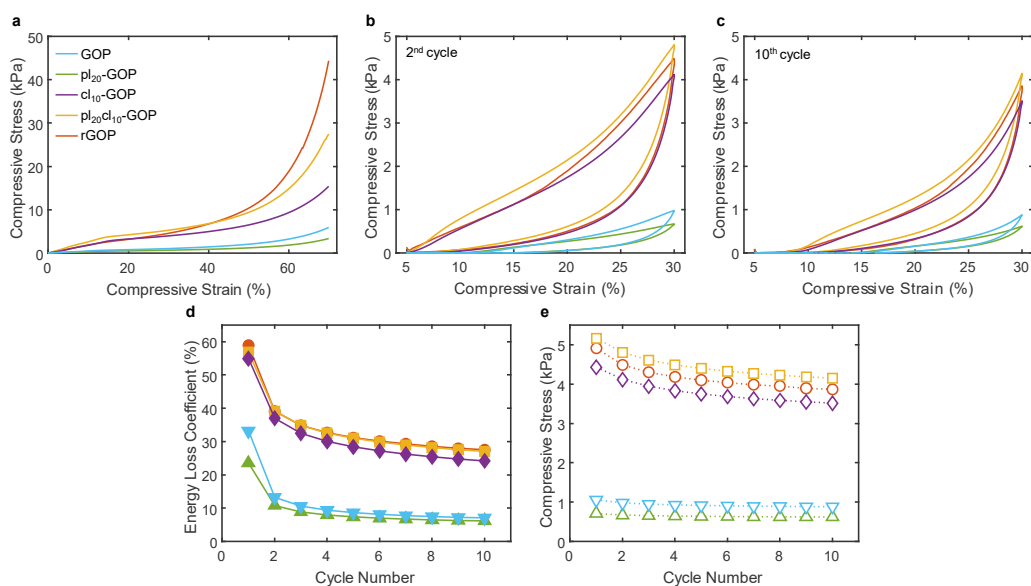 a
b
c
50
40
30
20
10
0
Compressive Stress (kPa)
GOP
pl₂₀-GOP
cl₁₀-GOP
pl₂₀cl₁₀-GOP
rGOP
0 20 40 60
Compressive Strain (%)
5
4
3
2
1
0
Compressive Stress (kPa)
2ⁿᵈ cycle
5 10 15 20 25 30
Compressive Strain (%)
5
4
3
2
1
0
Compressive Stress (kPa)
10ᵗʰ cycle
5 10 15 20 25 30
Compressive Strain (%)
d
e
60
50
40
30
20
10
0
Energy Loss Coefficient (%)
0 2 4 6 8 10
Cycle Number
5
4
3
2
1
0
Compressive Stress (kPa)
0 2 4 6 8 10
Cycle Number